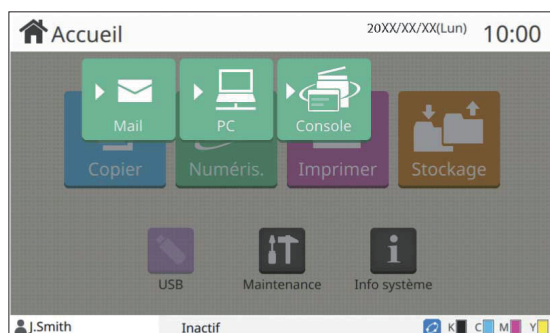 Accueil
20XX/XX/XX(Lun) 10:00
Mail PC Console
Copier Numéris. Imprimer Stockage
USB Maintenance Info système
J.Smith Inactif K C M Y